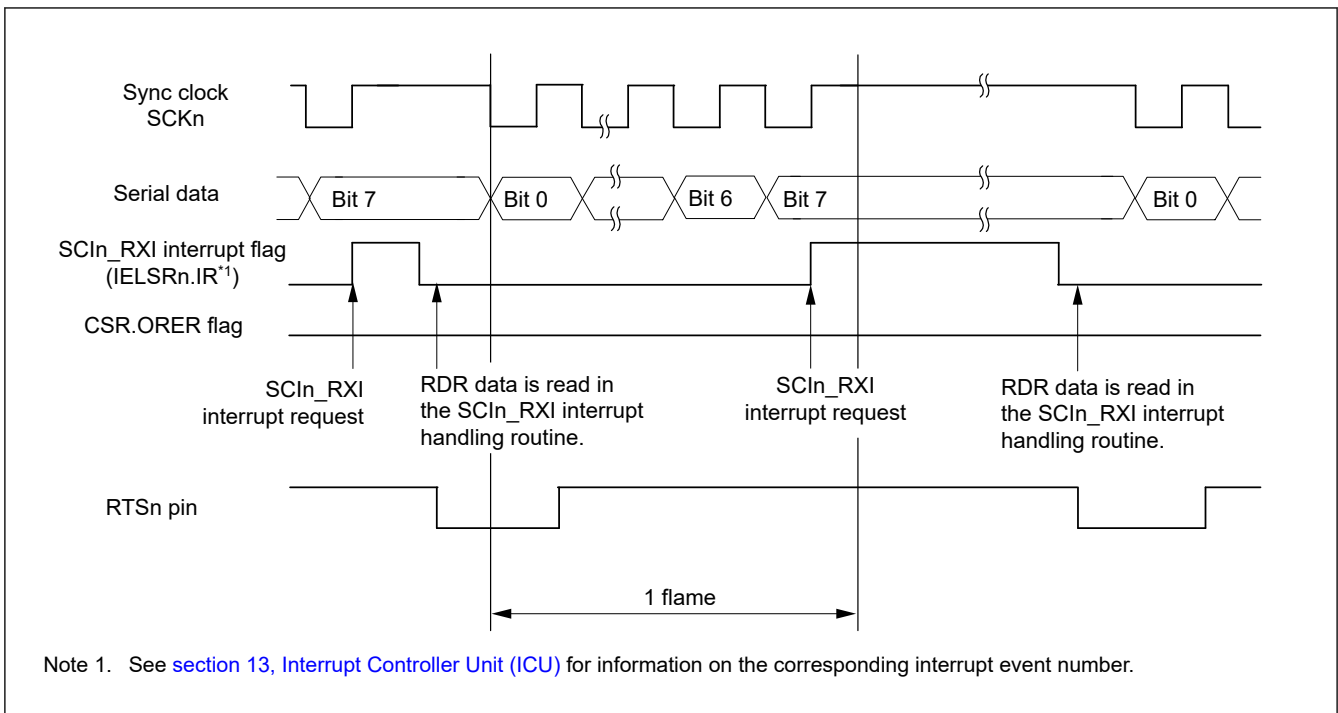 Sync clock
SCKn
Serial data
Bit 7
Bit 0
Bit 6
Bit 7
Bit 0
SCIn_RXI interrupt flag
(IELSRn.IR*1)
CSR.ORER flag
SCIn_RXI
interrupt request
RDR data is read in
the SCIn_RXI interrupt
handling routine.
SCIn_RXI
interrupt request
RDR data is read in
the SCIn_RXI interrupt
handling routine.
RTSn pin
1 flame
Note 1. See section 13, Interrupt Controller Unit (ICU) for information on the corresponding interrupt event number.